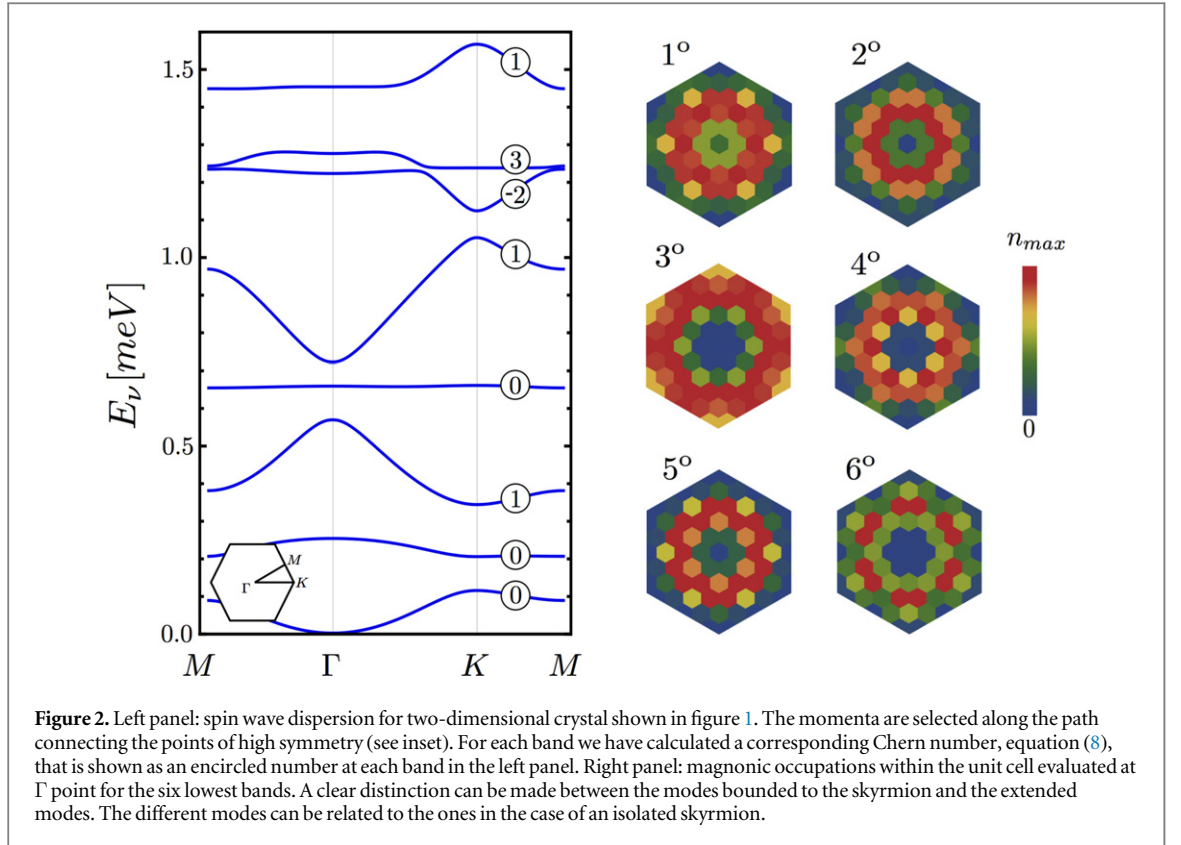 1.5
1.0
0.5
0.0
E_ν[meV]
M
Γ
K
M
1
3
-2
1
0
1
0
0
M
Γ
K
1º
2º
3º
4º
5º
6º
n_max
0
Figure 2. Left panel: spin wave dispersion for two-dimensional crystal shown in figure 1. The momenta are selected along the path
connecting the points of high symmetry (see inset). For each band we have calculated a corresponding Chern number, equation (8),
that is shown as an encircled number at each band in the left panel. Right panel: magnonic occupations within the unit cell evaluated at
Γ point for the six lowest bands. A clear distinction can be made between the modes bounded to the skyrmion and the extended
modes. The different modes can be related to the ones in the case of an isolated skyrmion.